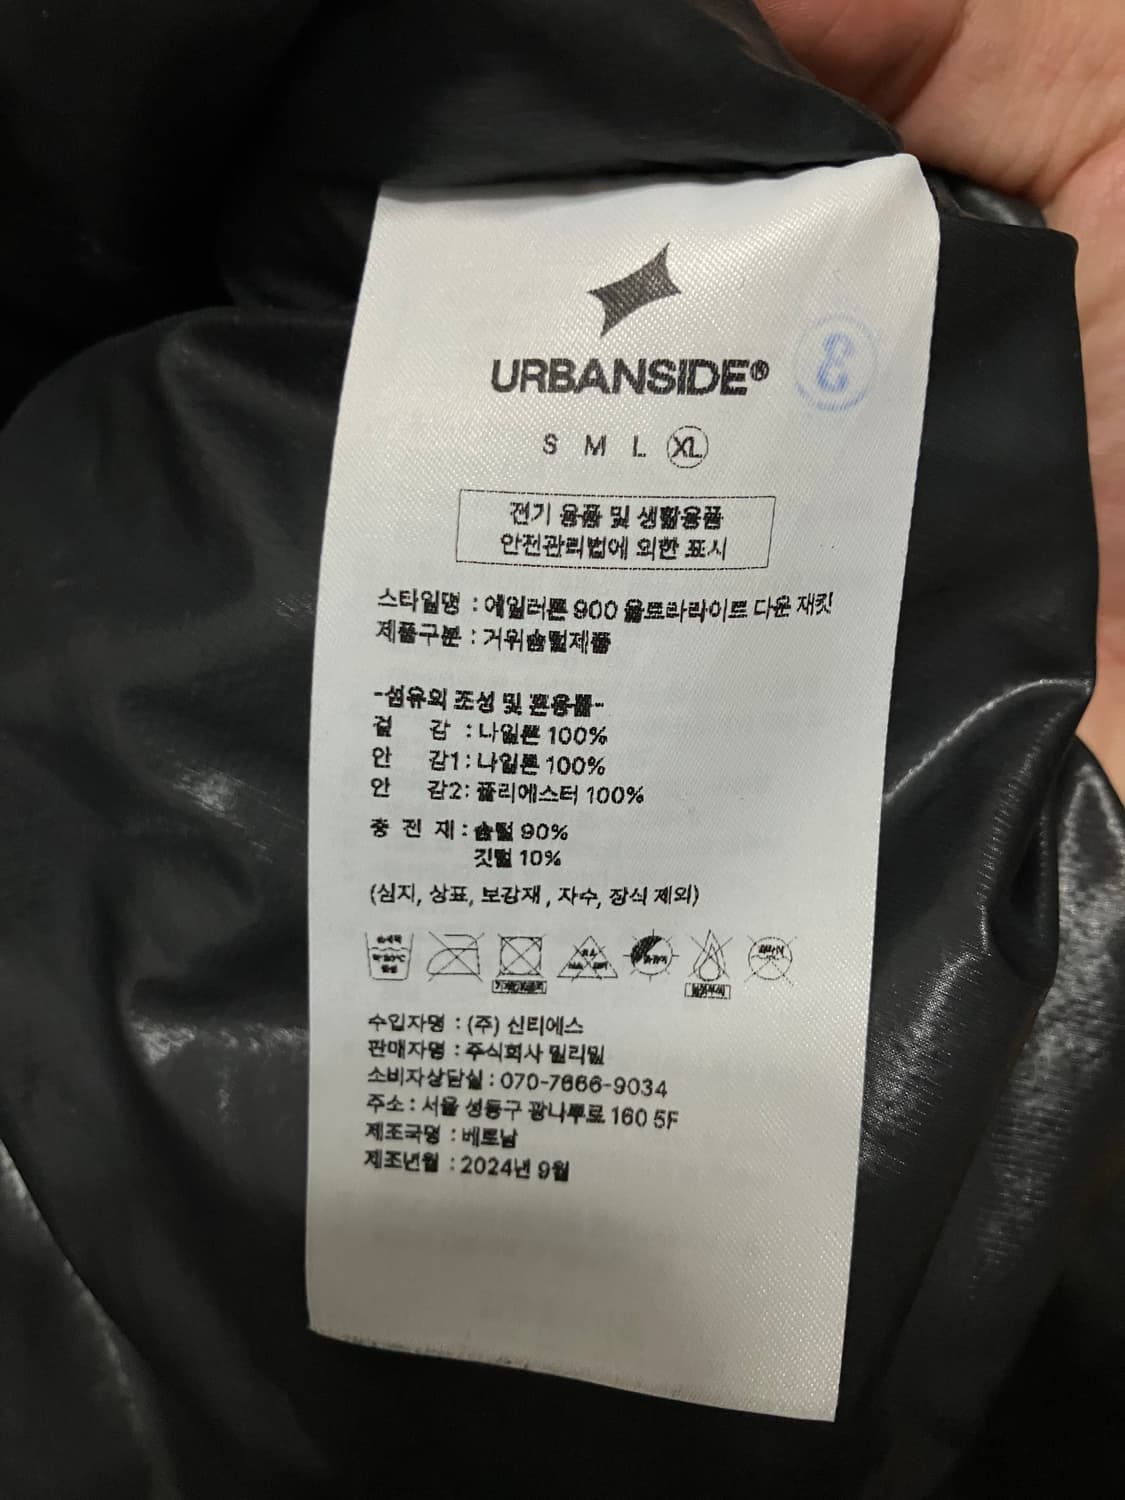 URBANSIDE®
3
S M L XL
전기 용품 및 생활용품
안전관리법에 의한 표시
스타일명 : 에일러론 900 울트라라이트 다운 재킷
제품구분 : 거위솜털제품
-섬유의 조성 및 혼용률-
겉 감 : 나일론 100%
안 감1: 나일론 100%
안 감2: 폴리에스터 100%
충 전 재 : 솜털 90%
깃털 10%
(심지, 상표, 보강재, 자수, 장식 제외)
수입자명 : (주) 신티에스
판매자명 : 주식회사 밀리밀
소비자상담실 : 070-7666-9034
주소 : 서울 성동구 광나루로 160 5F
제조국명 : 베트남
제조년월 : 2024년 9월